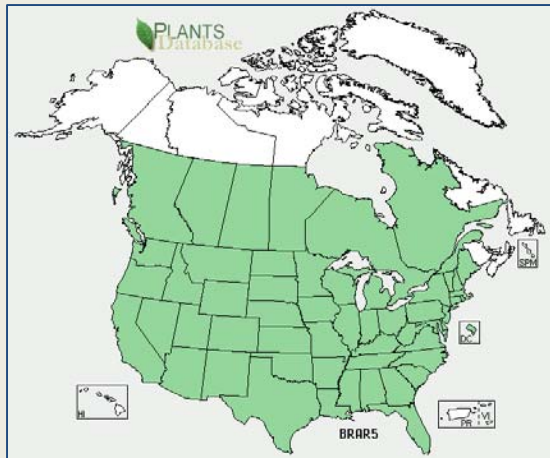 PLANTS
Database
SPM
DC
HI
PR
VI
BRAR5